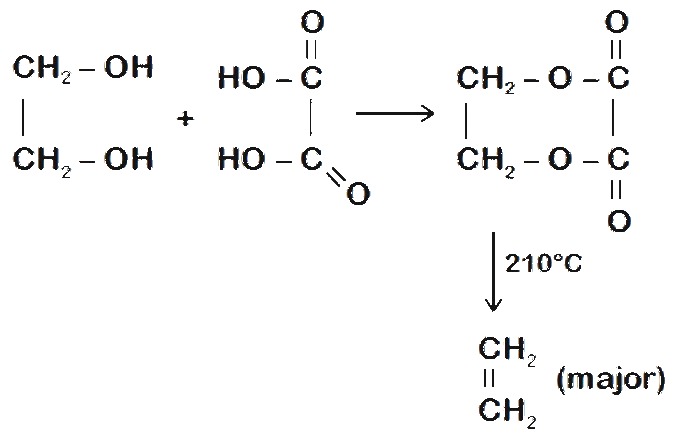 O O
CH₂ – OH HO – C CH₂ – O – C
+
CH₂ – OH HO – C CH₂ – O – C
O O
210°C
CH₂
(major)
CH₂